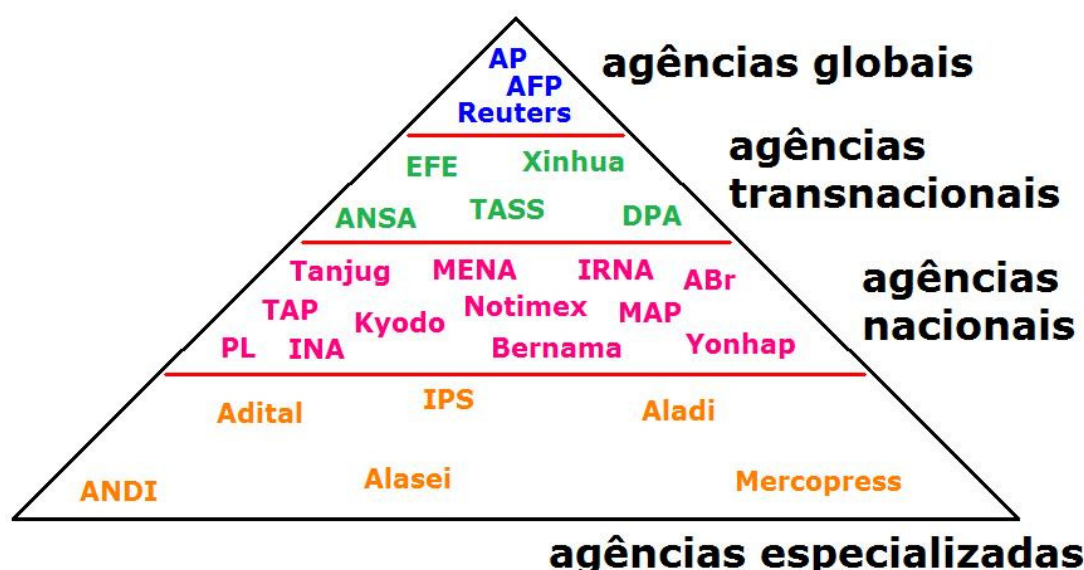 AP
AFP
Reuters
agências globais
EFE
Xinhua
ANSA
TASS
DPA
agências
transnacionais
Tanjug
MENA
IRNA
ABr
TAP
Kyodo
Notimex
MAP
PL
INA
Bernama
Yonhap
agências
nacionais
Adital
IPS
Aladi
ANDI
Alasei
Mercopress
agências especializadas